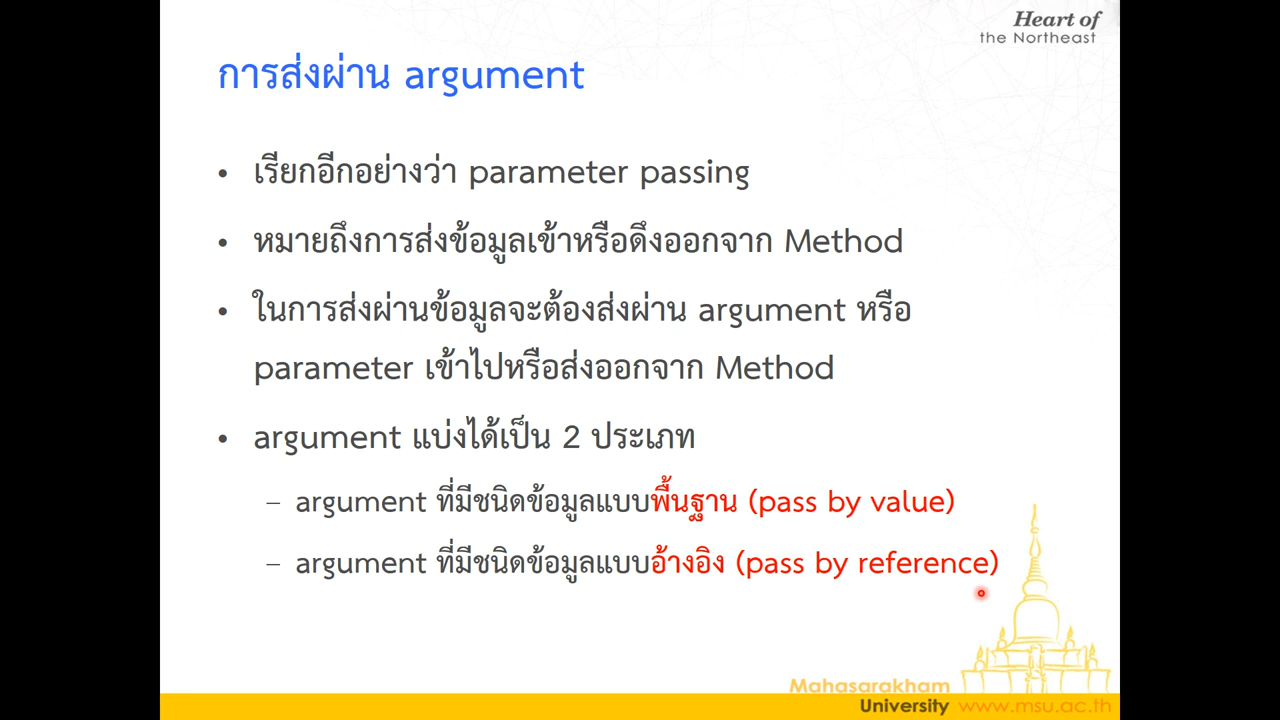 Heart of
the Northeast
การส่งผ่าน argument
• เรียกอีกอย่างว่า parameter passing
• หมายถึงการส่งข้อมูลเข้าหรือดึงออกจาก Method
• ในการส่งผ่านข้อมูลจะต้องส่งผ่าน argument หรือ
parameter เข้าไปหรือส่งออกจาก Method
• argument แบ่งได้เป็น 2 ประเภท
– argument ที่มีชนิดข้อมูลแบบพื้นฐาน (pass by value)
– argument ที่มีชนิดข้อมูลแบบอ้างอิง (pass by reference)
Mahasarakham
University www.msu.ac.th